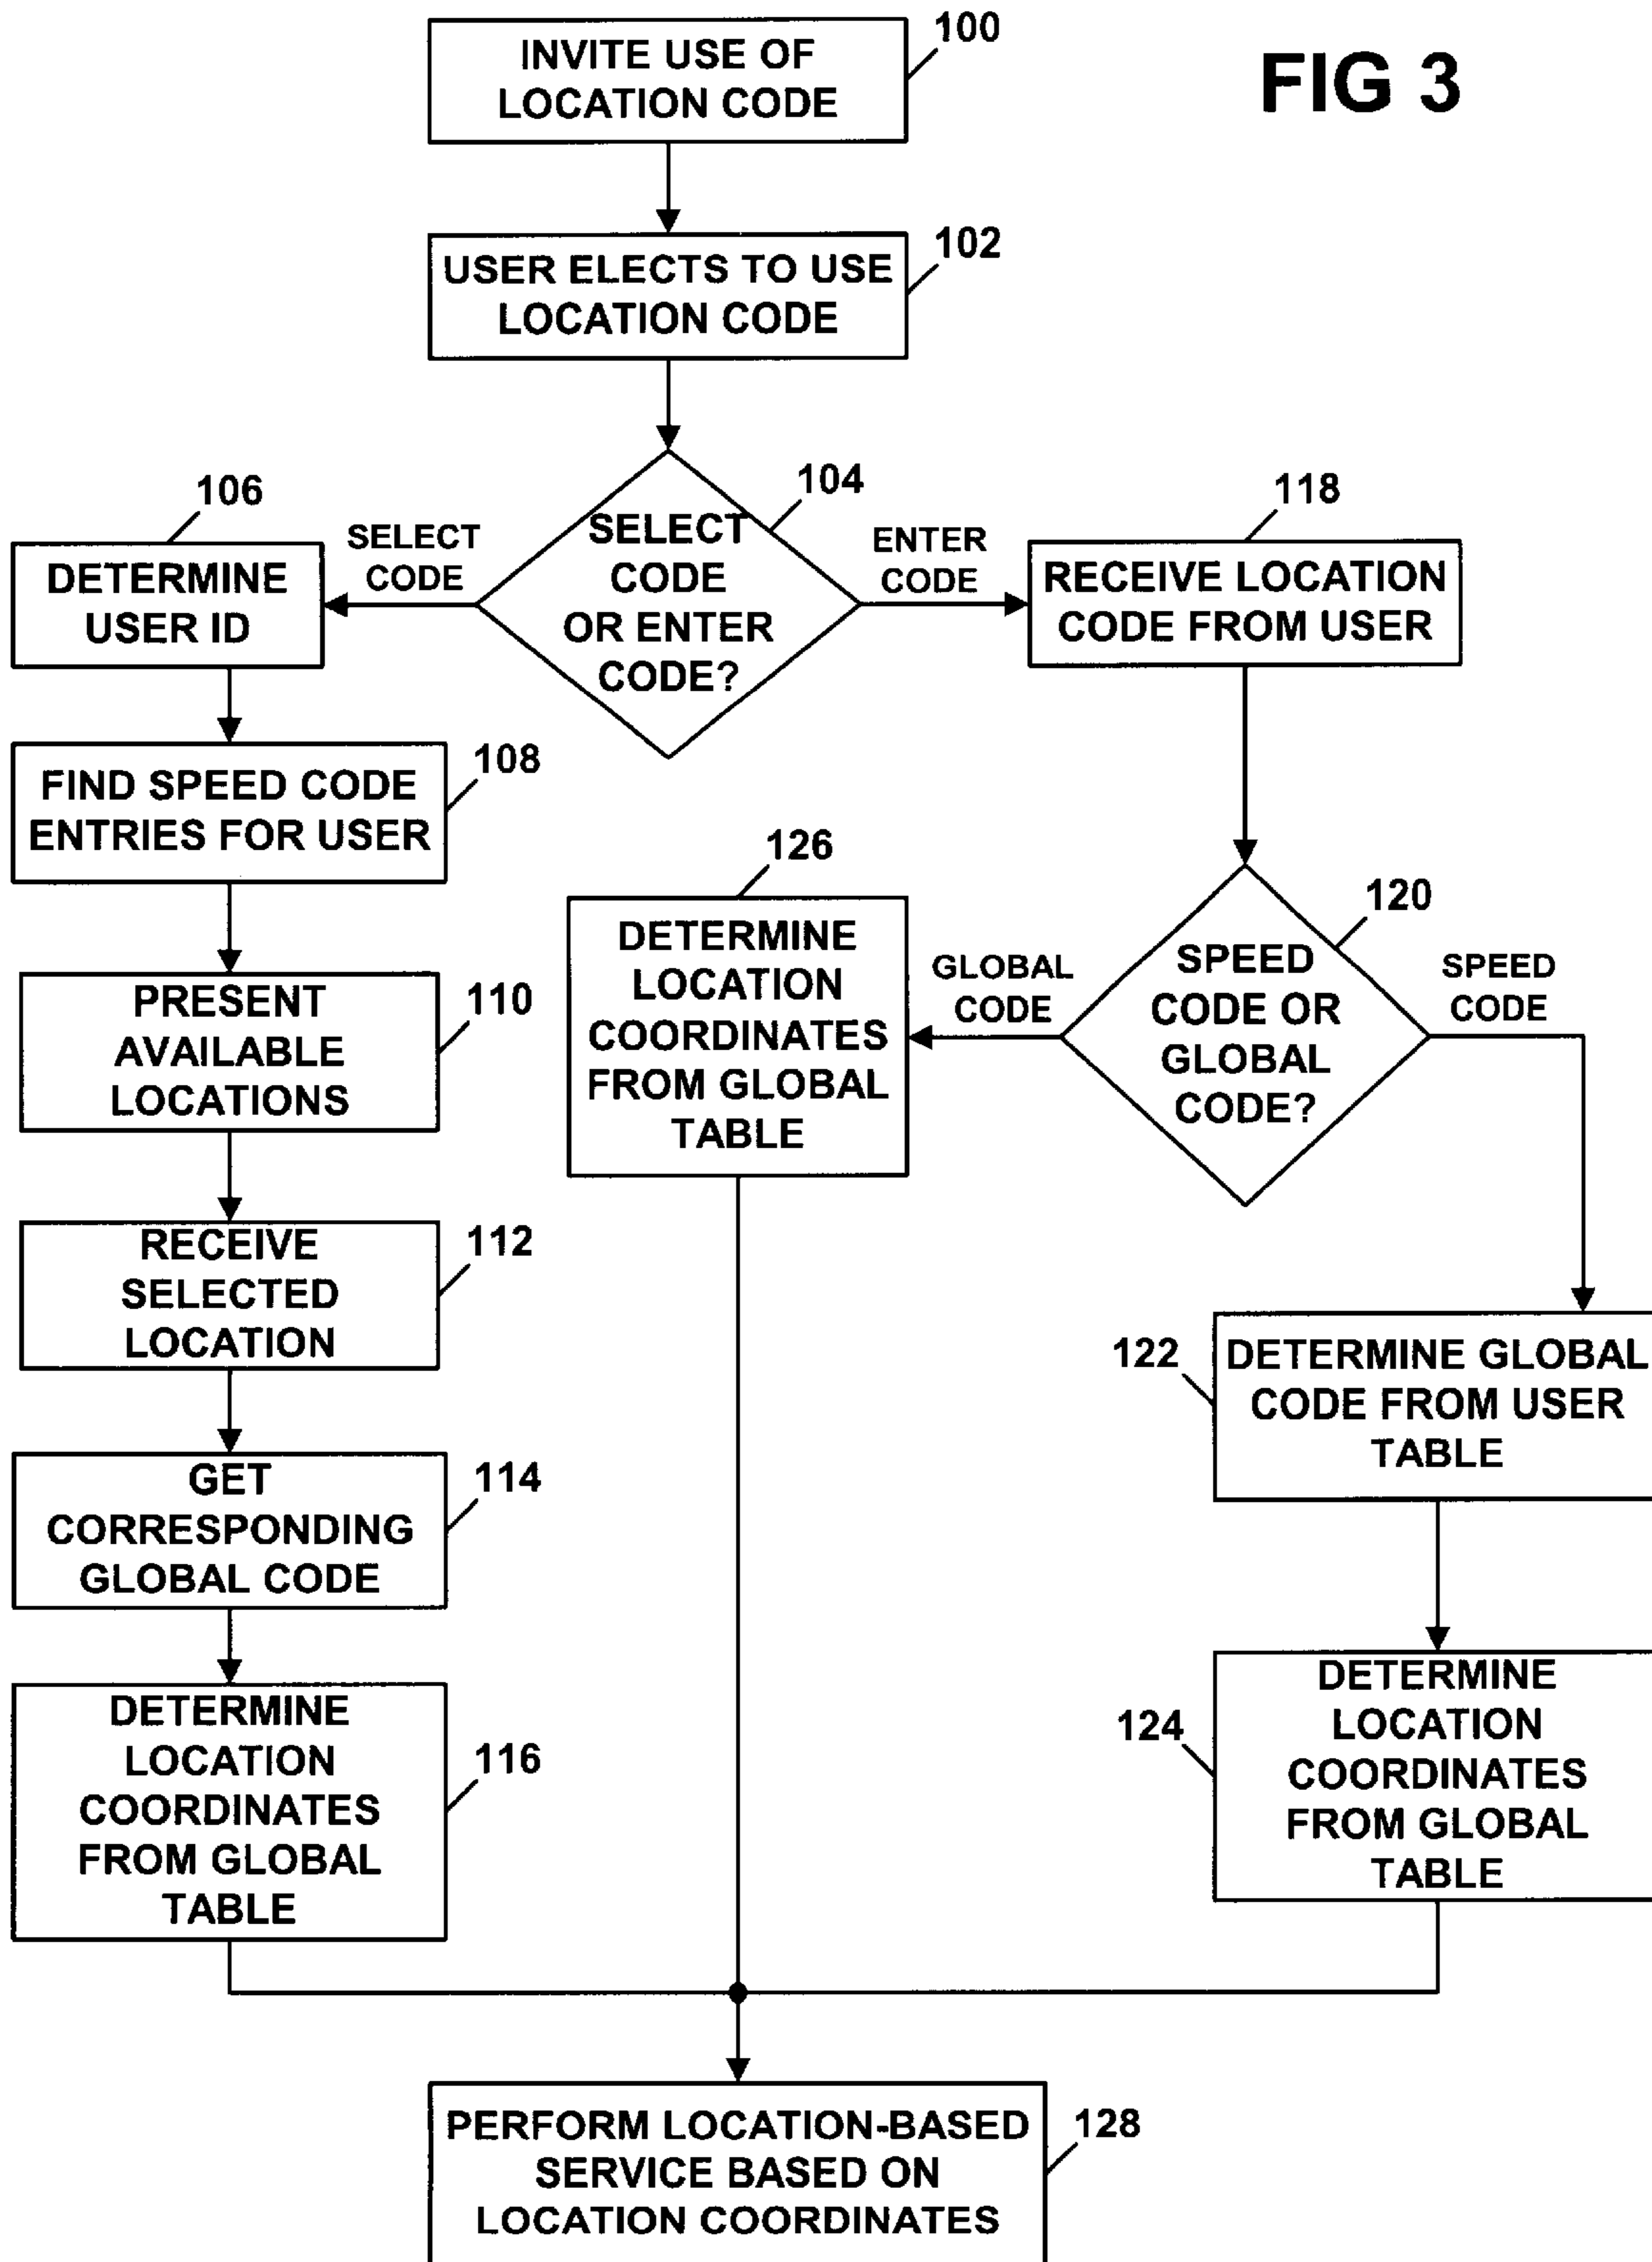 FIG 3
100
INVITE USE OF
LOCATION CODE
102
USER ELECTS TO USE
LOCATION CODE
104
SELECT
CODE
OR ENTER
CODE?
SELECT
CODE
ENTER
CODE
106
DETERMINE
USER ID
108
FIND SPEED CODE
ENTRIES FOR USER
110
PRESENT
AVAILABLE
LOCATIONS
112
RECEIVE
SELECTED
LOCATION
114
GET
CORRESPONDING
GLOBAL CODE
116
DETERMINE
LOCATION
COORDINATES
FROM GLOBAL
TABLE
118
RECEIVE LOCATION
CODE FROM USER
120
SPEED
CODE OR
GLOBAL
CODE?
GLOBAL
CODE
SPEED
CODE
126
DETERMINE
LOCATION
COORDINATES
FROM GLOBAL
TABLE
122
DETERMINE GLOBAL
CODE FROM USER
TABLE
124
DETERMINE
LOCATION
COORDINATES
FROM GLOBAL
TABLE
128
PERFORM LOCATION-BASED
SERVICE BASED ON
LOCATION COORDINATES